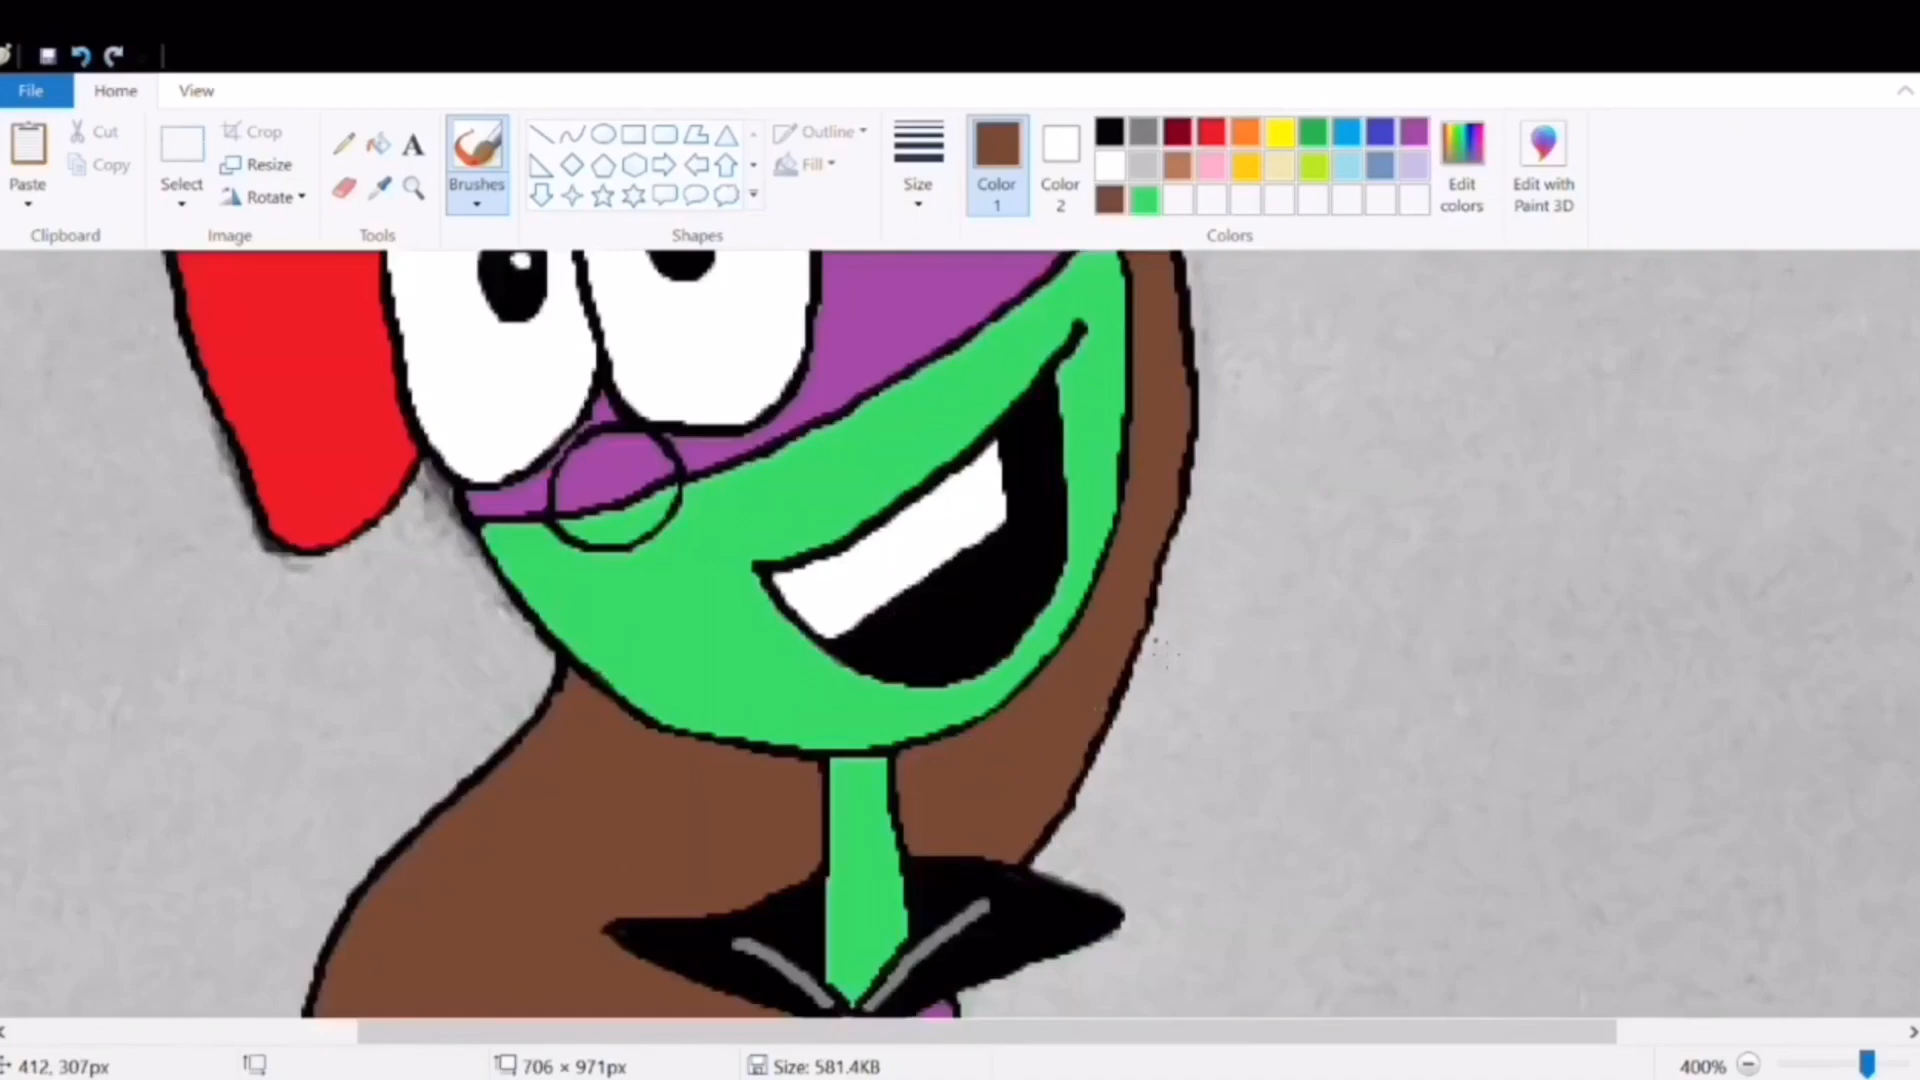 File Home View
Paste
Cut
Copy
Clipboard
Select
Crop
Resize
Rotate
Image
A
Tools
Brushes
Outline
Fill
Shapes
Size
Color
1
Color
2
Edit
colors
Colors
Edit with
Paint 3D
412, 307px
706 × 971px
Size: 581.4KB
400%